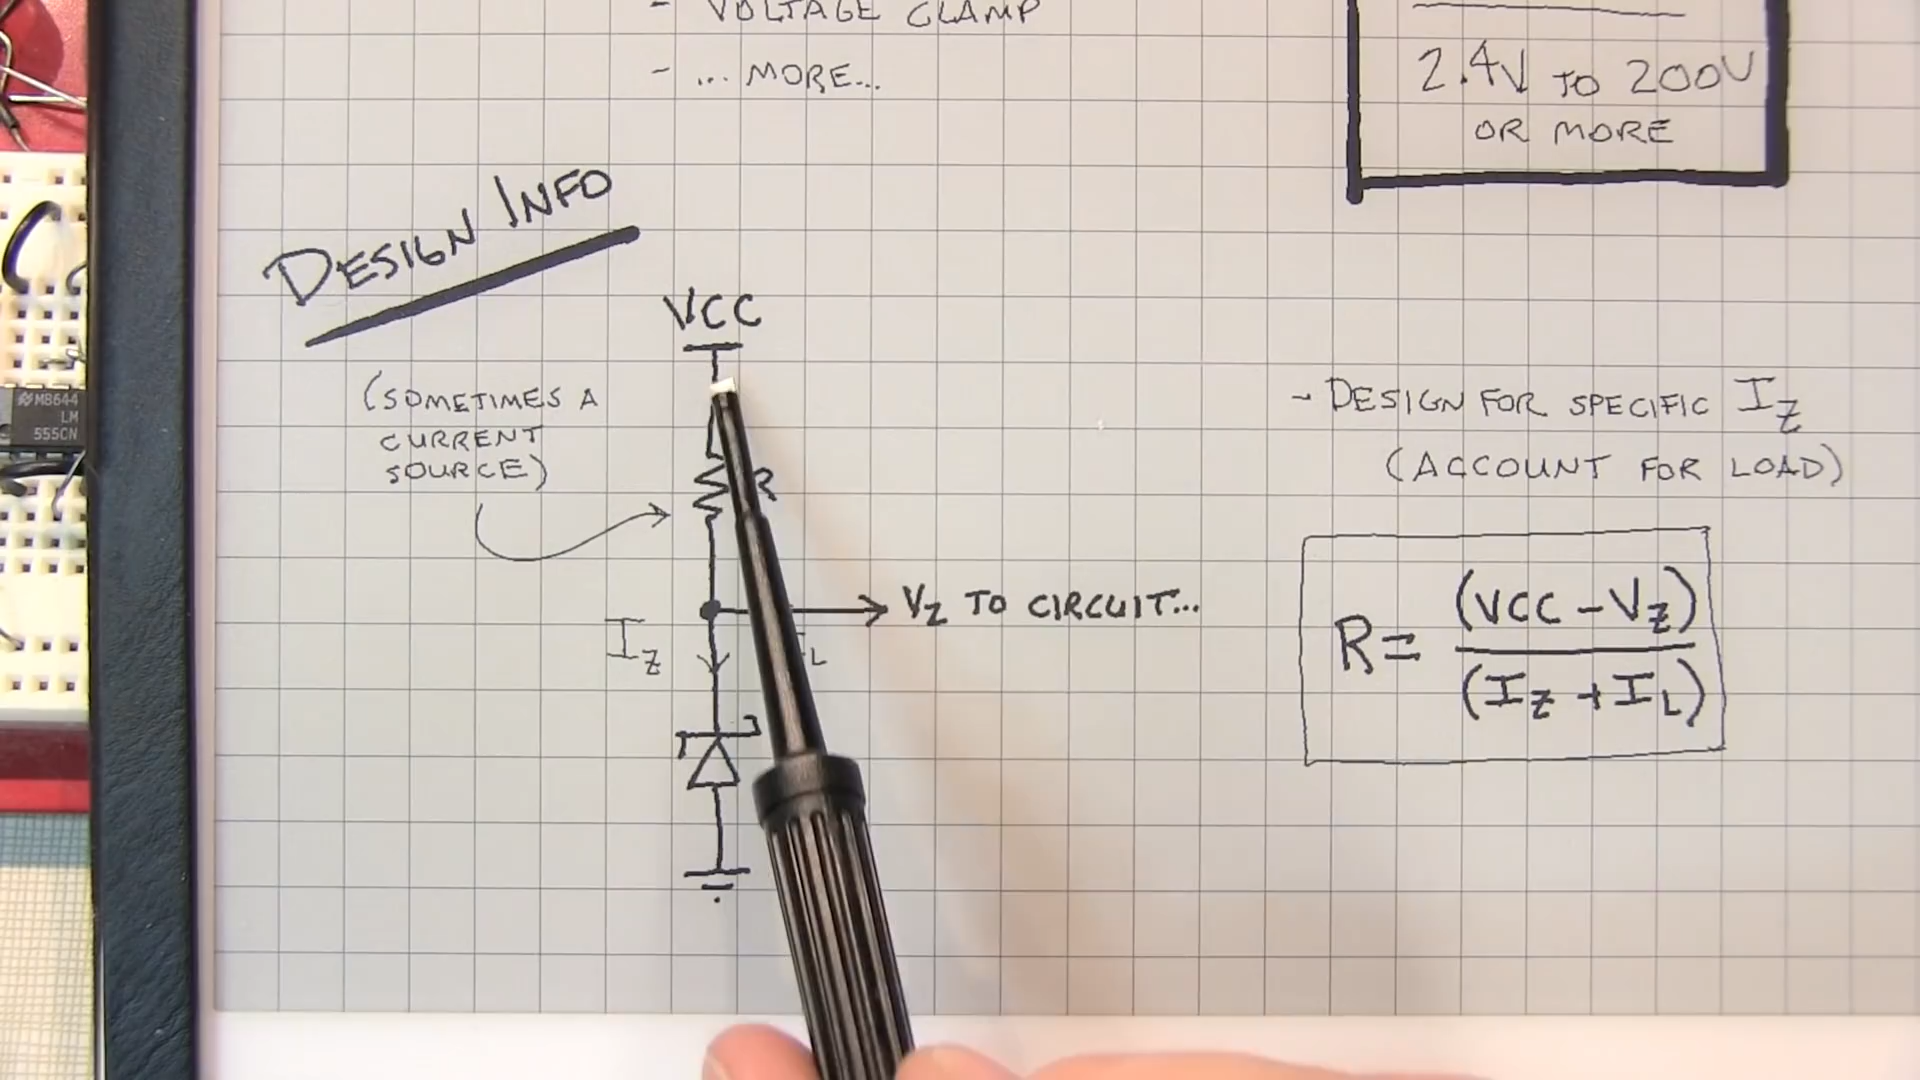 - VOLTAGE CLAMP
- ... MORE...
2.4V TO 200V
OR MORE
DESIGN INFO
VCC
(SOMETIMES A
CURRENT
SOURCE)
R
IZ
L
VZ TO CIRCUIT...
- DESIGN FOR SPECIFIC IZ
(ACCOUNT FOR LOAD)
R = (VCC - VZ)
(IZ + IL)
M8644
LM
555CN